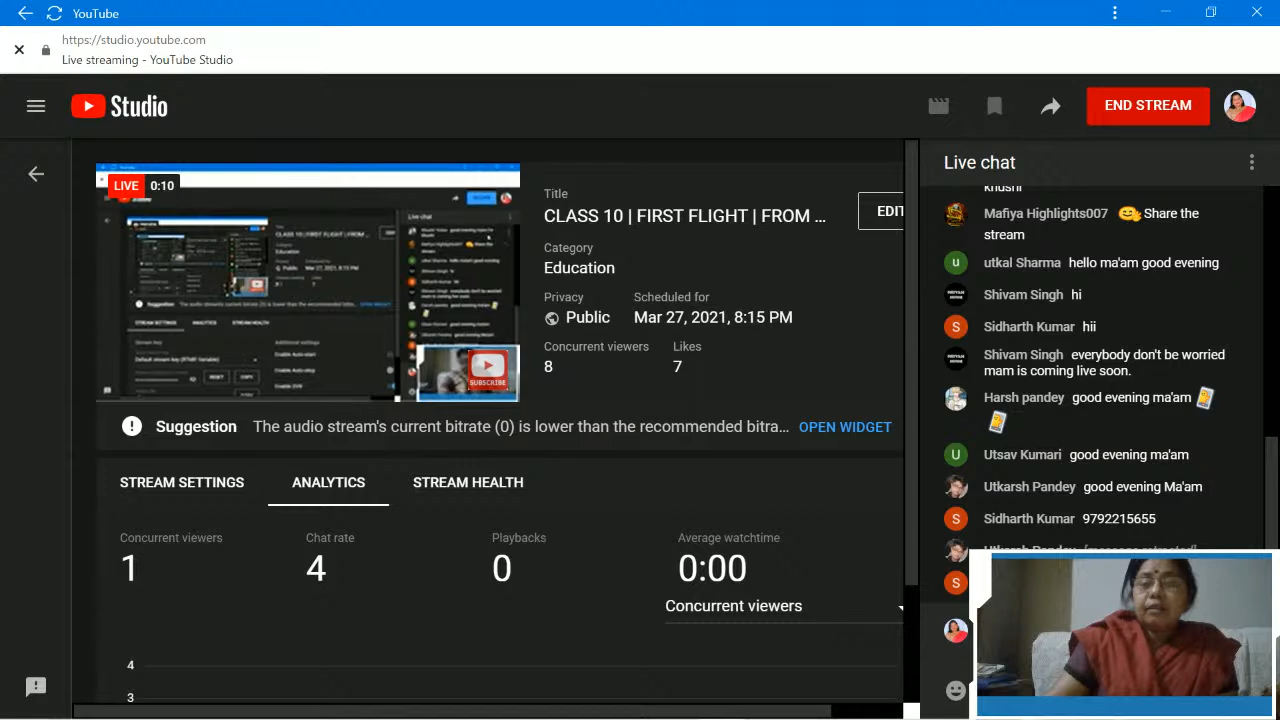 YouTube
https://studio.youtube.com
Live streaming - YouTube Studio
Studio
END STREAM
LIVE 0:10
Title
CLASS 10 | FIRST FLIGHT | FROM ...
EDIT
Category
Education
Privacy
Public
Scheduled for
Mar 27, 2021, 8:15 PM
Concurrent viewers
8
Likes
7
SUBSCRIBE
Suggestion The audio stream's current bitrate (0) is lower than the recommended bitra... OPEN WIDGET
STREAM SETTINGS ANALYTICS STREAM HEALTH
Concurrent viewers
1
Chat rate
4
Playbacks
0
Average watchtime
0:00
Concurrent viewers
4
3
Live chat
khushi
Mafiya Highlights007 Share the
stream
u
utkal Sharma hello ma'am good evening
Shivam Singh hi
S
Sidharth Kumar hii
Shivam Singh everybody don't be worried
mam is coming live soon.
Harsh pandey good evening ma'am
U
Utsav Kumari good evening ma'am
Utkarsh Pandey good evening Ma'am
S
Sidharth Kumar 9792215655
Utkarsh Pandey [message retracted]
S